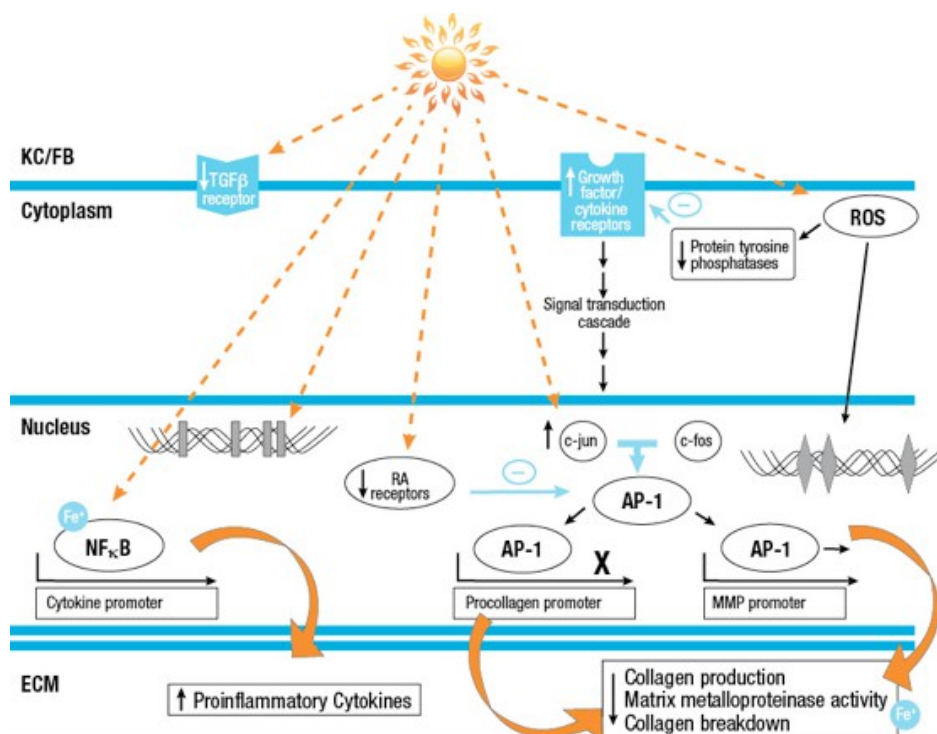 KC/FB
TGFβ
receptor
Growth
factor/
cytokine
receptors
Cytoplasm
−
ROS
Protein tyrosine
phosphatases
Signal transduction
cascade
Nucleus
c-jun
c-fos
RA
receptors
−
AP-1
Fe⁺
NFκB
AP-1
X
AP-1
Cytokine promoter
Procollagen promoter
MMP promoter
ECM
Proinflammatory Cytokines
Collagen production
Matrix metalloproteinase activity
Collagen breakdown
Fe⁺